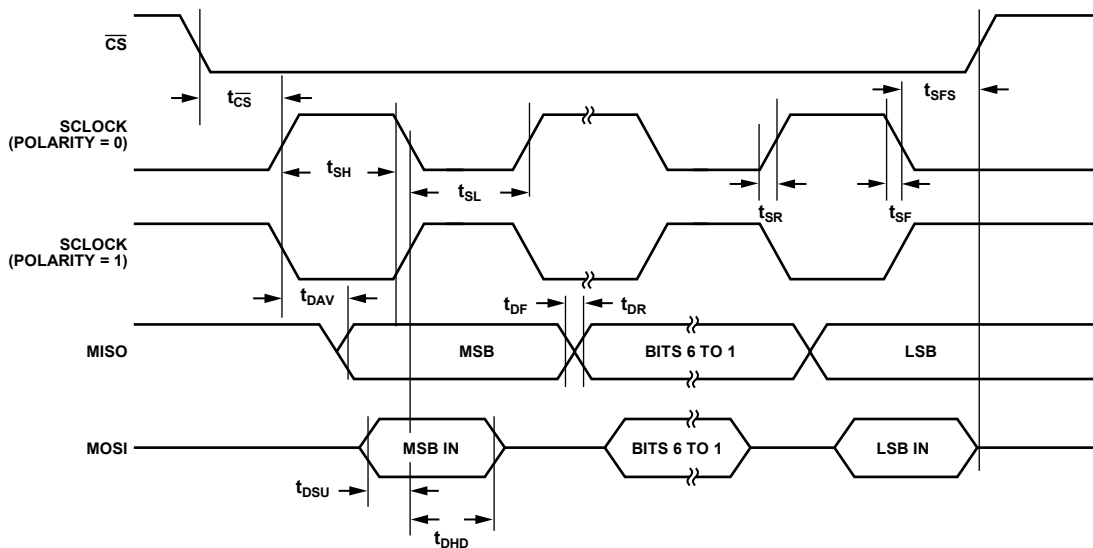 CS
tCS
tSFS
SCLOCK
(POLARITY = 0)
tSH
tSL
tSR
tSF
SCLOCK
(POLARITY = 1)
tDAV
tDF
tDR
MISO
MSB
BITS 6 TO 1
LSB
MOSI
MSB IN
BITS 6 TO 1
LSB IN
tDSU
tDHD